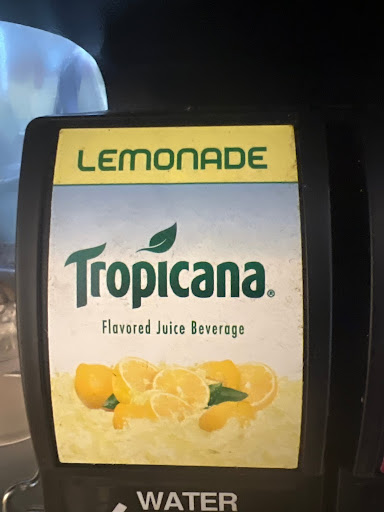 LEMONADE
Tropicana®
Flavored Juice Beverage
WATER